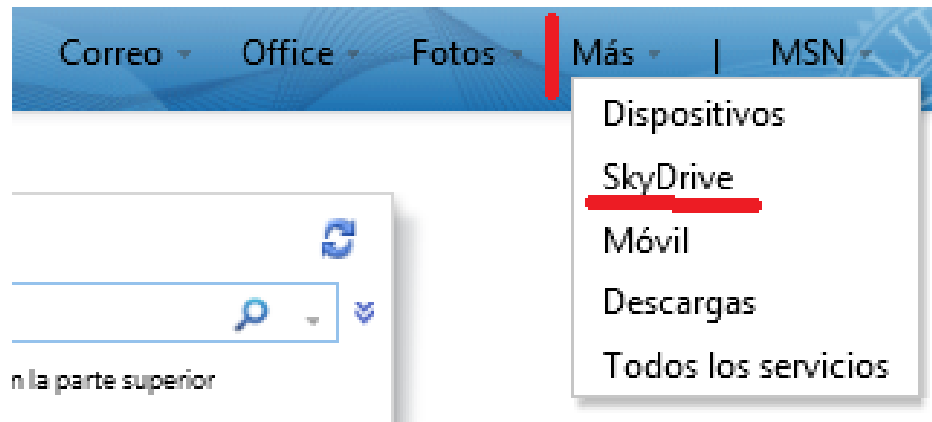 Correo Office Fotos Más | MSN
Dispositivos
SkyDrive
Móvil
Descargas
Todos los servicios
la parte superior